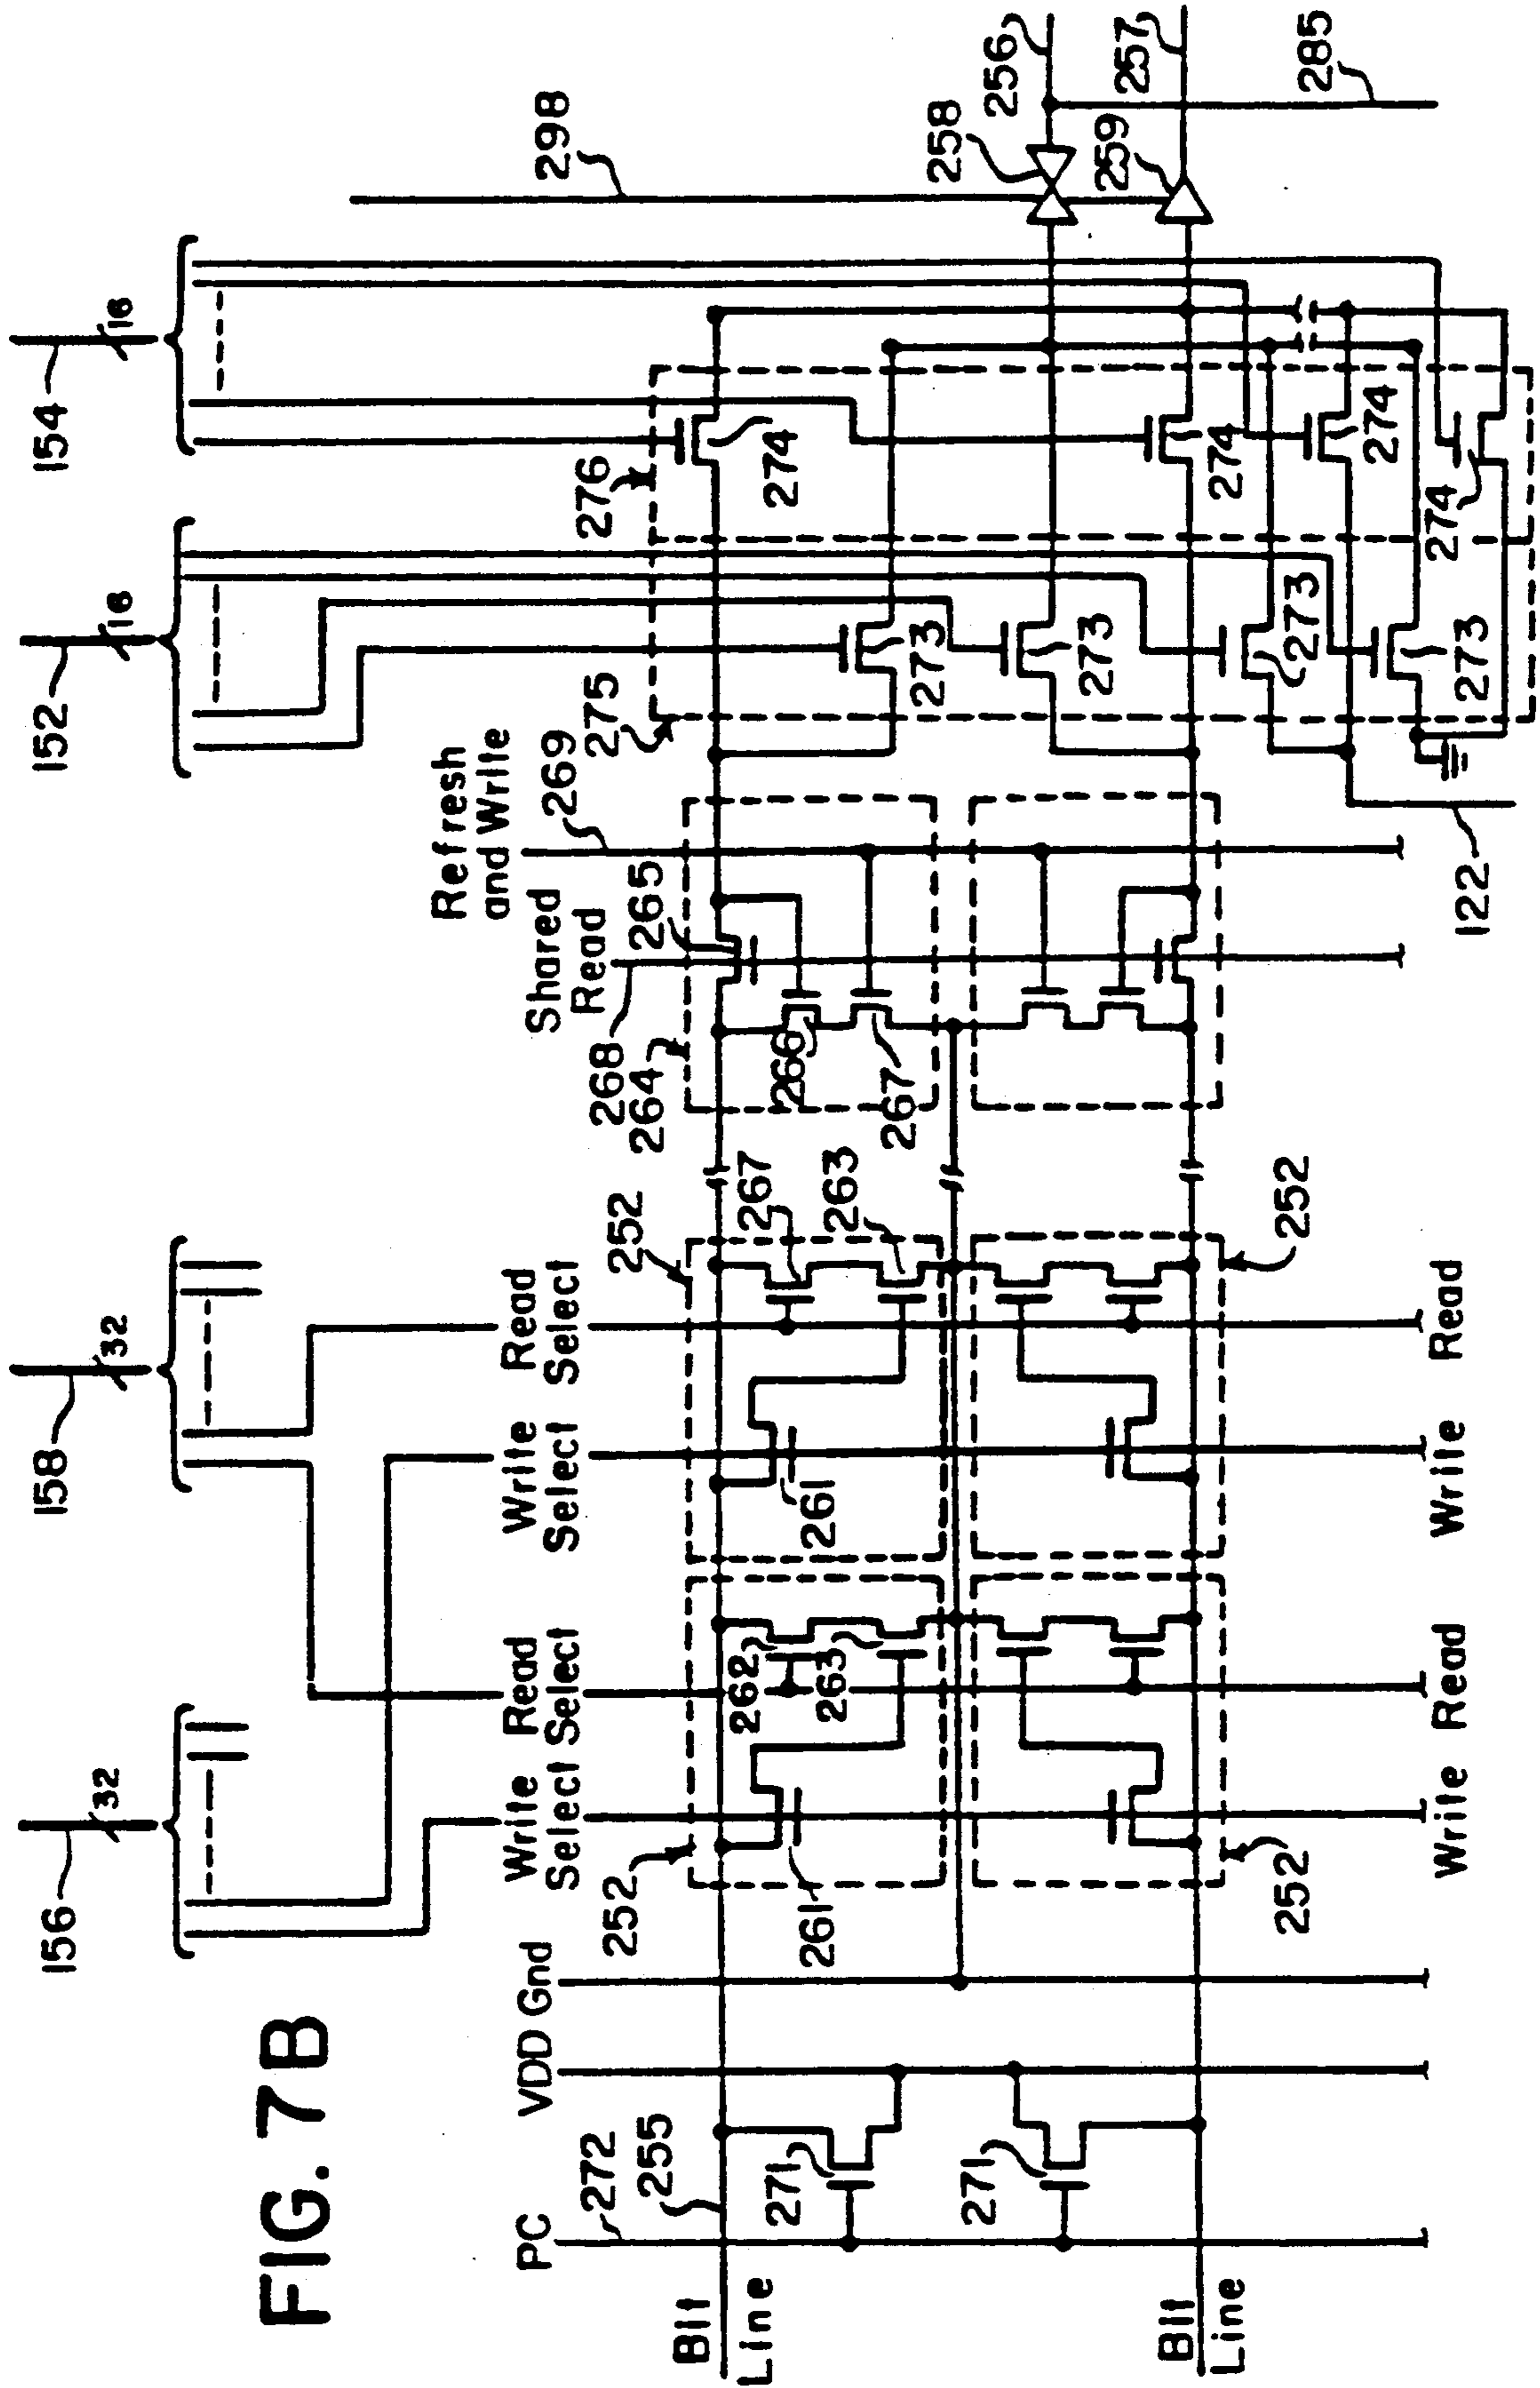 FIG. 7B
156
32
158
32
152
16
154
16
298
PC
272
255
VDD
Gnd
Write
Select
Read
Select
Write
Select
Read
Select
Shared
Read
268
264
265
Refresh
and Write
269
275
276
252
261
262
263
252
261
267
263
266
267
273
273
273
273
274
274
274
274
258
256
259
257
285
271
271
252
252
122
Bit
Line
Bit
Line
Write
Read
Write
Read